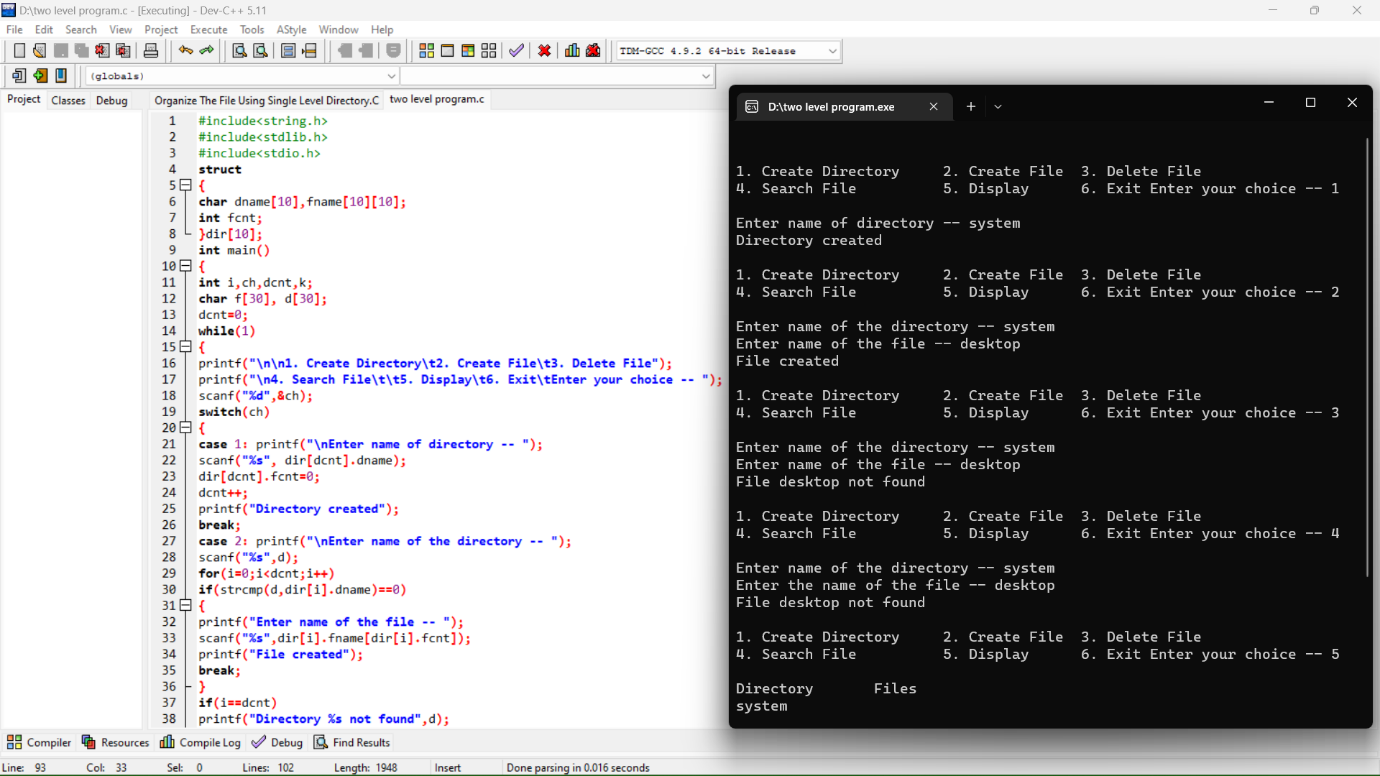 D:\two level program.c - [Executing] - Dev-C++ 5.11
File Edit Search View Project Execute Tools AStyle Window Help
TDM-GCC 4.9.2 64-bit Release
(globals)
Project Classes Debug
Organize The File Using Single Level Directory.C two level program.c
1 #include<string.h>
2 #include<stdlib.h>
3 #include<stdio.h>
4 struct
5 {
6 char dname[10],fname[10][10];
7 int fcnt;
8 }dir[10];
9 int main()
10 {
11 int i,ch,dcnt,k;
12 char f[30], d[30];
13 dcnt=0;
14 while(1)
15 {
16 printf("\n\n1. Create Directory\t2. Create File\t3. Delete File");
17 printf("\n4. Search File\t\t5. Display\t6. Exit\tEnter your choice -- ");
18 scanf("%d",&ch);
19 switch(ch)
20 {
21 case 1: printf("\nEnter name of directory -- ");
22 scanf("%s", dir[dcnt].dname);
23 dir[dcnt].fcnt=0;
24 dcnt++;
25 printf("Directory created");
26 break;
27 case 2: printf("\nEnter name of the directory -- ");
28 scanf("%s",d);
29 for(i=0;i<dcnt;i++)
30 if(strcmp(d,dir[i].dname)==0)
31 {
32 printf("Enter name of the file -- ");
33 scanf("%s",dir[i].fname[dir[i].fcnt]);
34 printf("File created");
35 break;
36 }
37 if(i==dcnt)
38 printf("Directory %s not found",d);
D:\two level program.exe
1. Create Directory 2. Create File 3. Delete File
4. Search File 5. Display 6. Exit Enter your choice -- 1
Enter name of directory -- system
Directory created
1. Create Directory 2. Create File 3. Delete File
4. Search File 5. Display 6. Exit Enter your choice -- 2
Enter name of the directory -- system
Enter name of the file -- desktop
File created
1. Create Directory 2. Create File 3. Delete File
4. Search File 5. Display 6. Exit Enter your choice -- 3
Enter name of the directory -- system
Enter name of the file -- desktop
File desktop not found
1. Create Directory 2. Create File 3. Delete File
4. Search File 5. Display 6. Exit Enter your choice -- 4
Enter name of the directory -- system
Enter the name of the file -- desktop
File desktop not found
1. Create Directory 2. Create File 3. Delete File
4. Search File 5. Display 6. Exit Enter your choice -- 5
Directory Files
system
Compiler Resources Compile Log Debug Find Results
Line: 93 Col: 33 Sel: 0 Lines: 102 Length: 1948 Insert Done parsing in 0.016 seconds